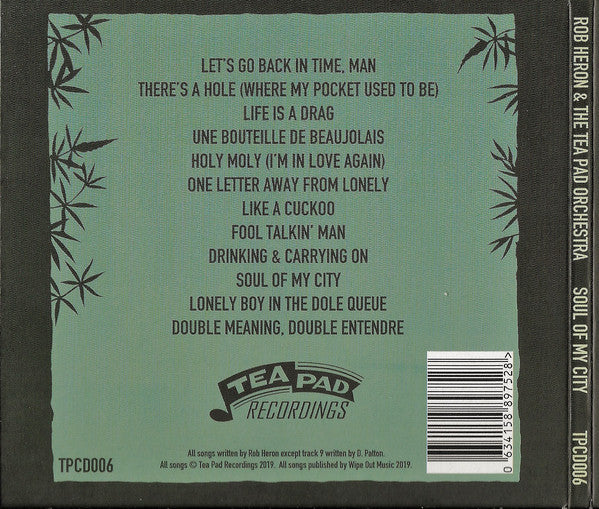 LET'S GO BACK IN TIME, MAN
THERE'S A HOLE (WHERE MY POCKET USED TO BE)
LIFE IS A DRAG
UNE BOUTEILLE DE BEAUJOLAIS
HOLY MOLY (I'M IN LOVE AGAIN)
ONE LETTER AWAY FROM LONELY
LIKE A CUCKOO
FOOL TALKIN' MAN
DRINKING & CARRYING ON
SOUL OF MY CITY
LONELY BOY IN THE DOLE QUEUE
DOUBLE MEANING, DOUBLE ENTENDRE
TEA PAD
RECORDINGS
All songs written by Rob Heron except track 9 written by D. Patton.
All songs © Tea Pad Recordings 2019. All songs published by Wipe Out Music 2019.
TPCD006
0 634158 897528>
ROB HERON & THE TEA PAD ORCHESTRA SOUL OF MY CITY TPCD006